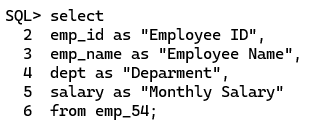 SQL> select
  2  emp_id as "Employee ID",
  3  emp_name as "Employee Name",
  4  dept as "Deparment",
  5  salary as "Monthly Salary"
  6  from emp_54;